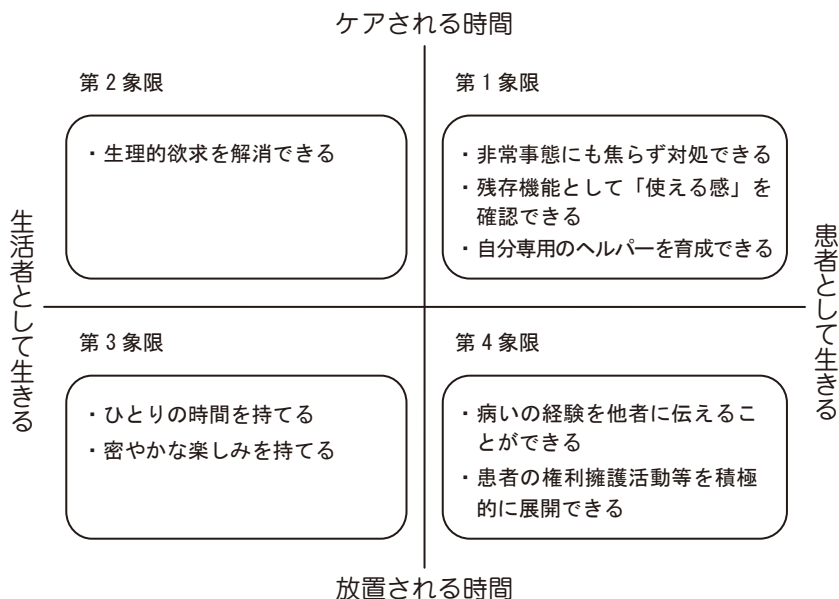 ケアされる時間
第2象限
・生理的欲求を解消できる
第1象限
・非常事態にも焦らず対処できる
・残存機能として「使える感」を
確認できる
・自分専用のヘルパーを育成できる
生活者として生きる
患者として生きる
第3象限
・ひとりの時間を持てる
・密やかな楽しみを持てる
第4象限
・病いの経験を他者に伝えるこ
とができる
・患者の権利擁護活動等を積極
的に展開できる
放置される時間